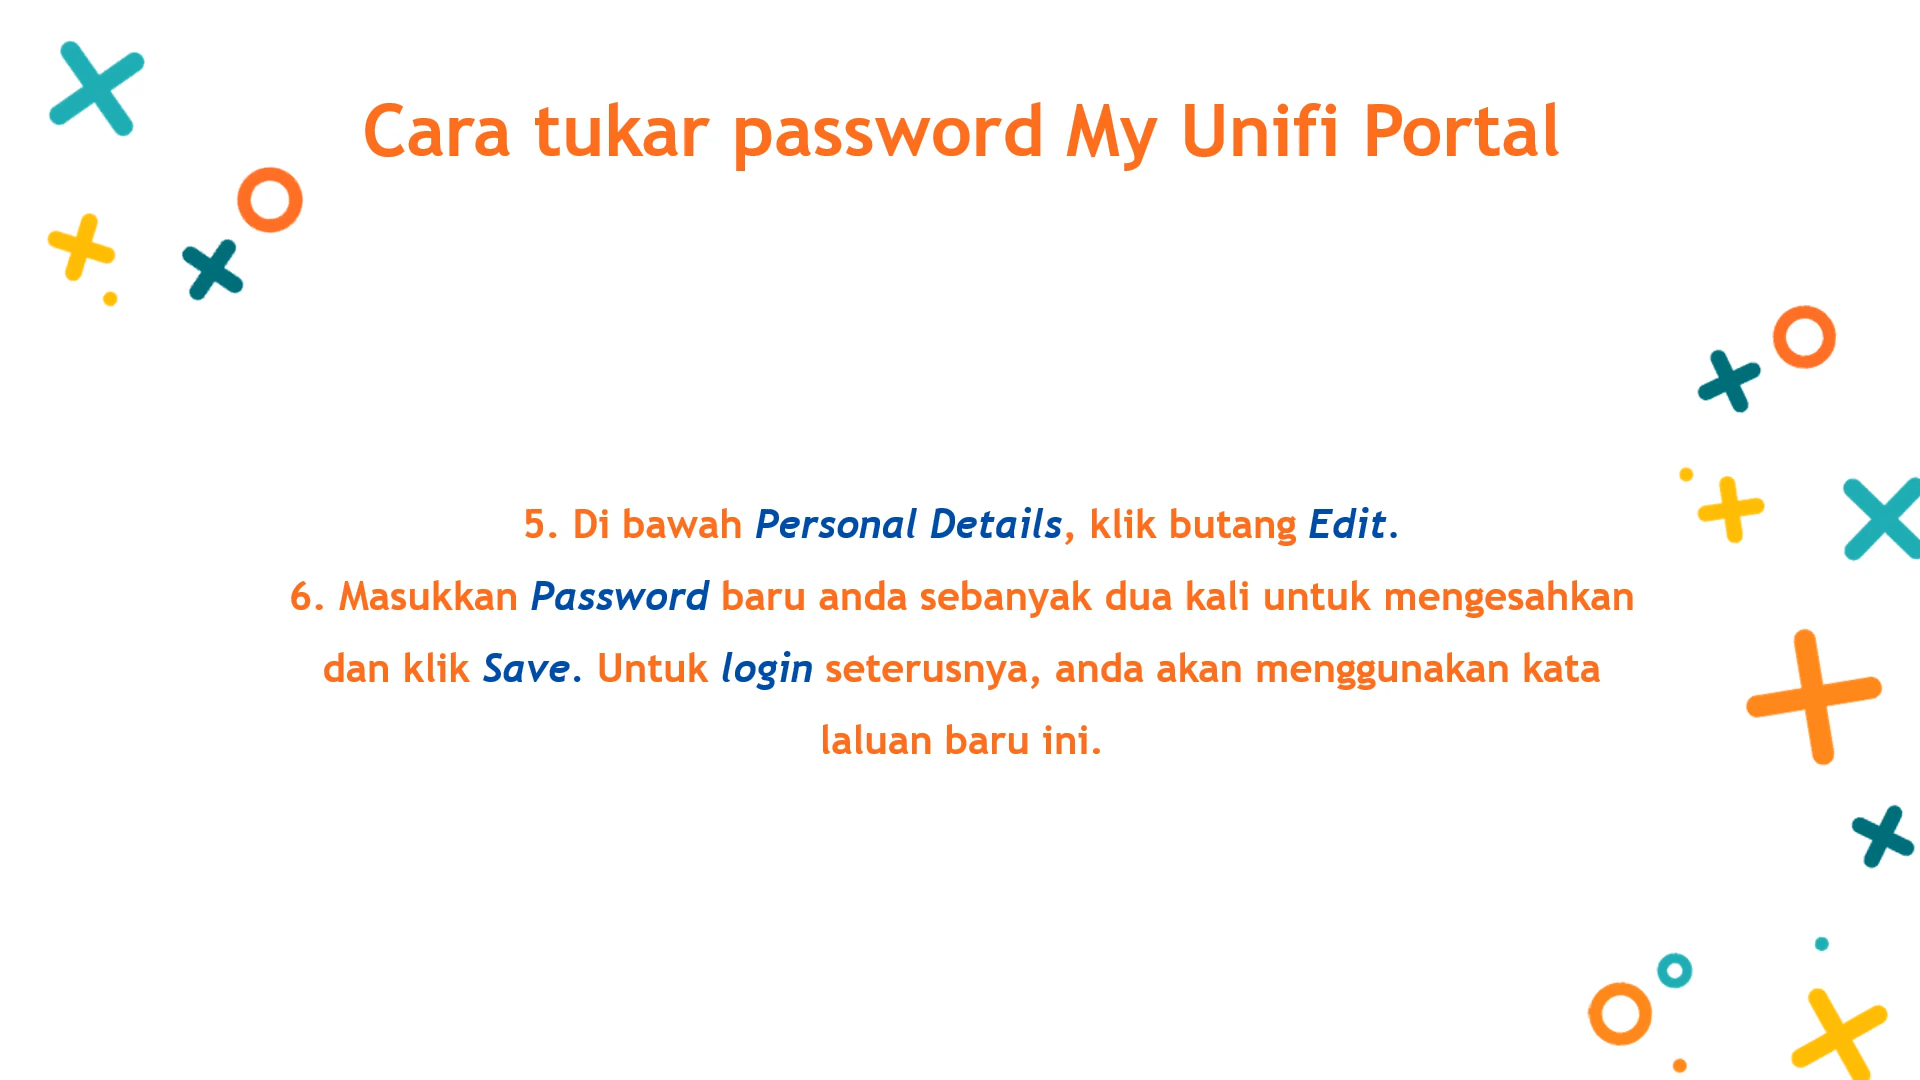 Cara tukar password My Unifi Portal
5. Di bawah Personal Details, klik butang Edit.
6. Masukkan Password baru anda sebanyak dua kali untuk mengesahkan
dan klik Save. Untuk login seterusnya, anda akan menggunakan kata
laluan baru ini.